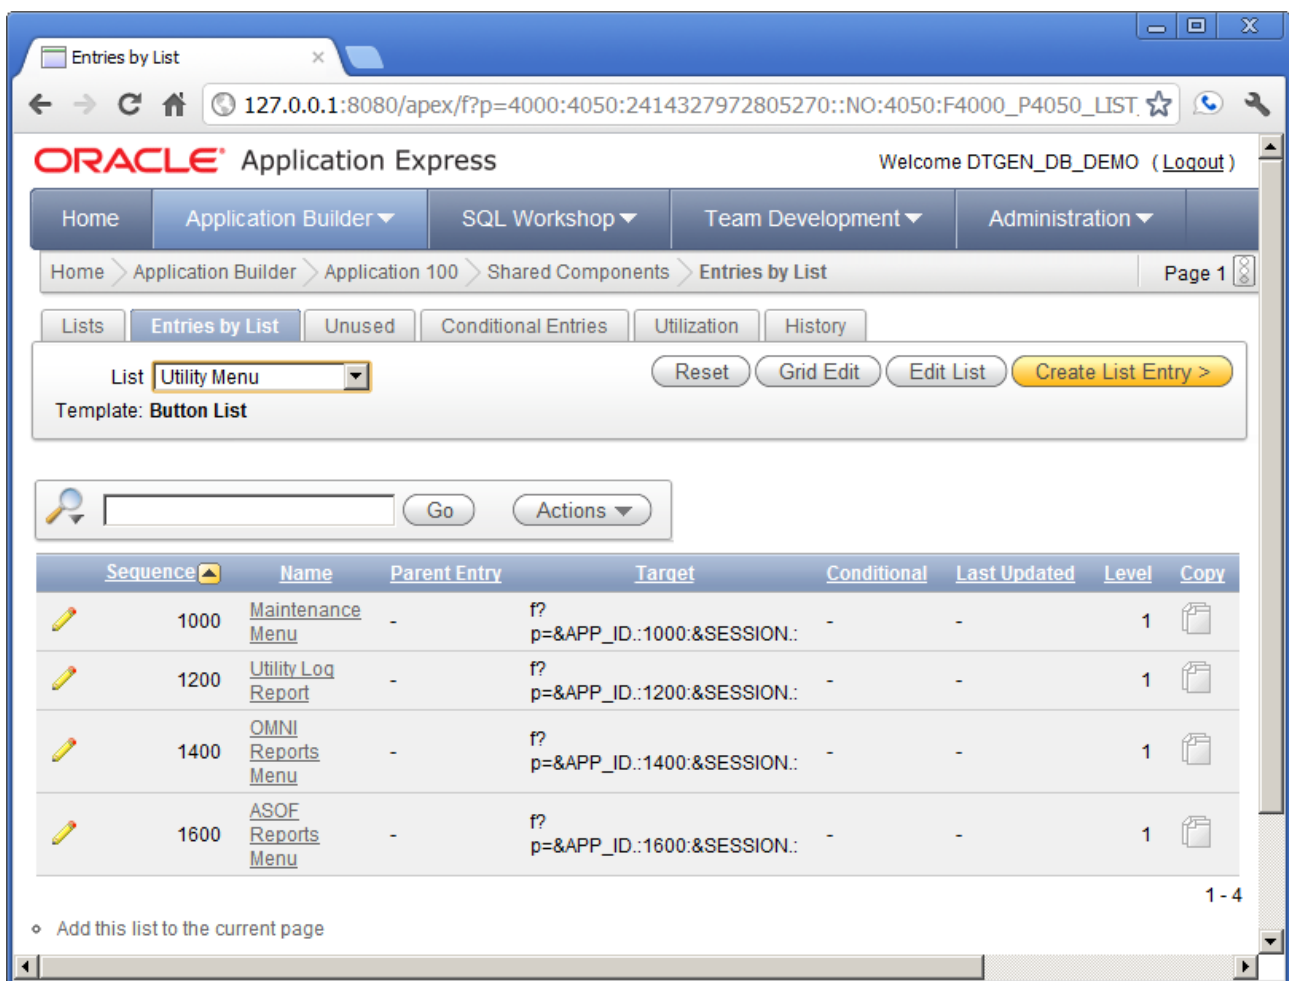 Entries by List
127.0.0.1:8080/apex/f?p=4000:4050:2414327972805270::NO:4050:F4000_P4050_LIST_
ORACLE Application Express
Welcome DTGEN_DB_DEMO (Logout)
Home Application Builder SQL Workshop Team Development Administration
Home Application Builder Application 100 Shared Components Entries by List Page 1
Lists Entries by List Unused Conditional Entries Utilization History
List Utility Menu Reset Grid Edit Edit List Create List Entry >
Template: Button List
Go Actions
Sequence Name Parent Entry Target Conditional Last Updated Level Copy
1000 Maintenance - f? - - 1
Menu p=&APP_ID.:1000:&SESSION.:
1200 Utility Log - f? - - 1
Report p=&APP_ID.:1200:&SESSION.:
OMNI
1400 Reports - f? - - 1
Menu p=&APP_ID.:1400:&SESSION.:
ASOF
1600 Reports - f? - - 1
Menu p=&APP_ID.:1600:&SESSION.:
1 - 4
Add this list to the current page